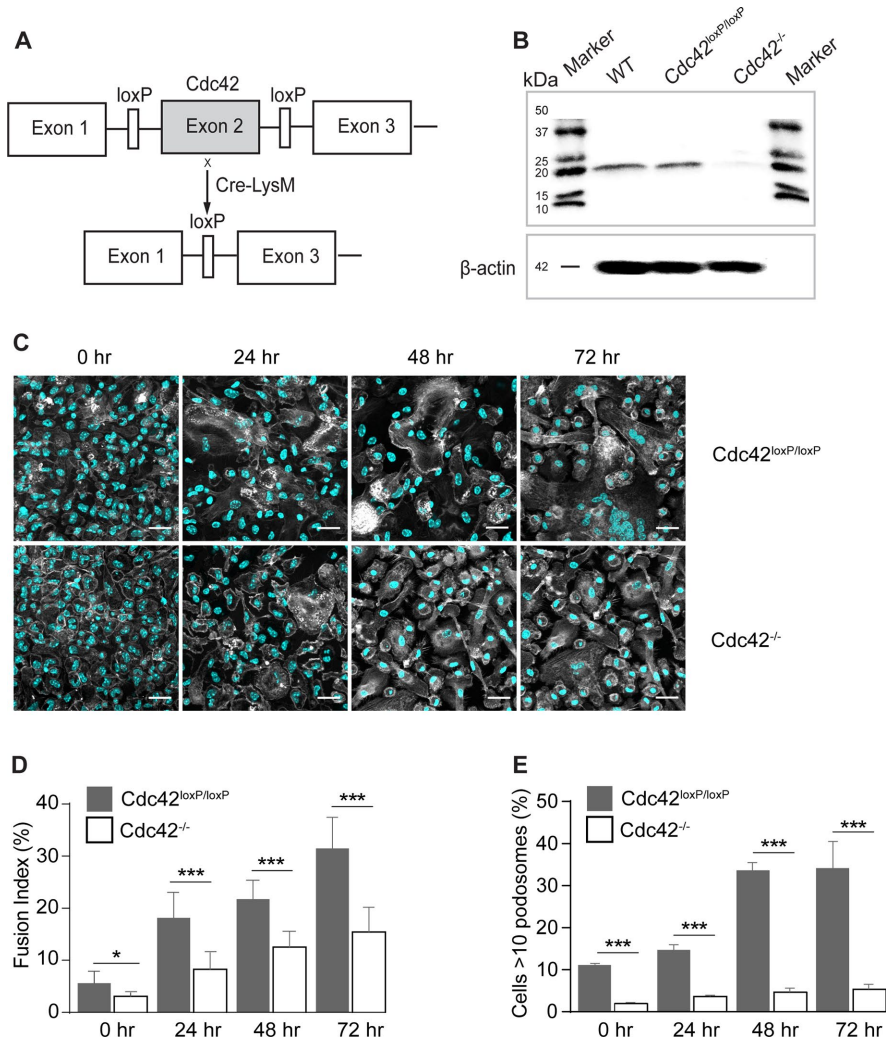 A
Cdc42
loxP
loxP
Exon 1
Exon 2
Exon 3
x
Cre-LysM
loxP
Exon 1
Exon 3
B
kDa
Marker
WT
Cdc42loxP/loxP
Cdc42-/-
Marker
50
37
25
20
15
10
β-actin
42
C
0 hr
24 hr
48 hr
72 hr
Cdc42loxP/loxP
Cdc42-/-
D
Cdc42loxP/loxP
Cdc42-/-
Fusion Index (%)
40
30
20
10
0
*
***
***
***
0 hr
24 hr
48 hr
72 hr
E
Cdc42loxP/loxP
Cdc42-/-
Cells >10 podosomes (%)
50
40
30
20
10
0
***
***
***
***
0 hr
24 hr
48 hr
72 hr